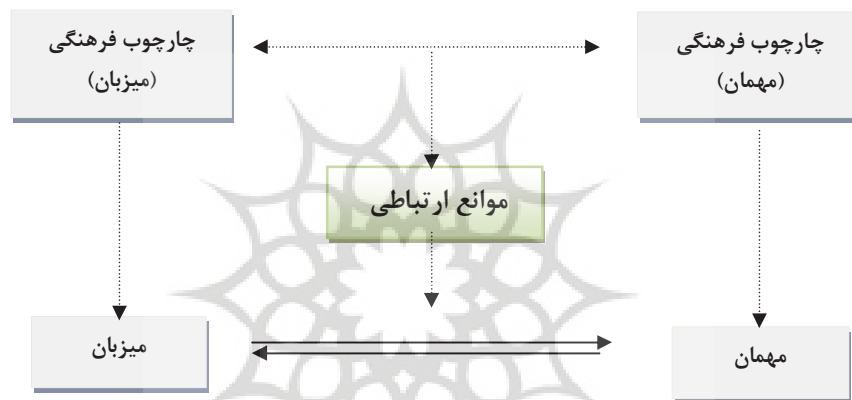 چارچوب فرهنگی
(مهمان)
چارچوب فرهنگی
(میزبان)
موانع ارتباطی
مهمان
میزبان